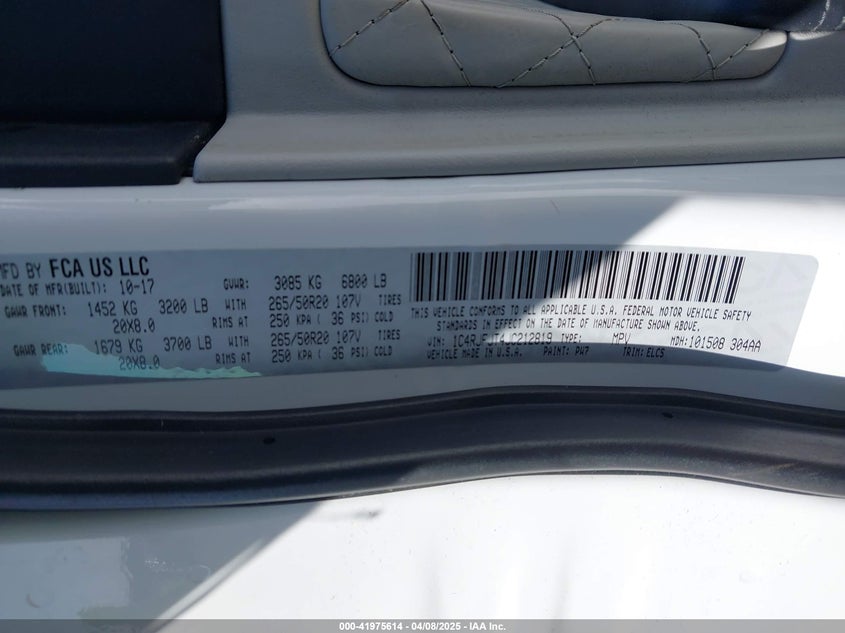 MFD BY FCA US LLC
DATE OF MFR(BUILT): 10-17 GVWR: 3085 KG 6800 LB
GAWR FRONT: 1452 KG 3200 LB WITH 265/50R20 107V TIRES
20X8.0 RIMS AT 250 KPA ( 36 PSI) COLD
GAWR REAR: 1679 KG 3700 LB WITH 265/50R20 107V TIRES
20X8.0 RIMS AT 250 KPA ( 36 PSI) COLD
THIS VEHICLE CONFORMS TO ALL APPLICABLE U.S.A. FEDERAL MOTOR VEHICLE SAFETY
STANDARDS IN EFFECT ON THE DATE OF MANUFACTURE SHOWN ABOVE.
VIN: TYPE: MPV MDH: 101508 304AA
VEHICLE MADE IN U.S.A. PAINT: PW7 TRIM: ELCS
000-41975614 - 04/08/2025 - IAA Inc.